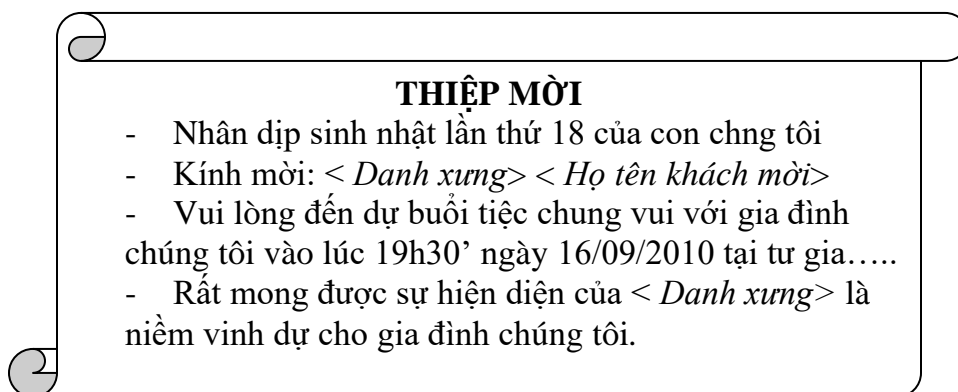 THIỆP MỜI
- Nhân dịp sinh nhật lần thứ 18 của con chng tôi
- Kính mời: < Danh xưng> < Họ tên khách mời>
- Vui lòng đến dự buổi tiệc chung vui với gia đình
chúng tôi vào lúc 19h30’ ngày 16/09/2010 tại tư gia…..
- Rất mong được sự hiện diện của < Danh xưng> là
niềm vinh dự cho gia đình chúng tôi.